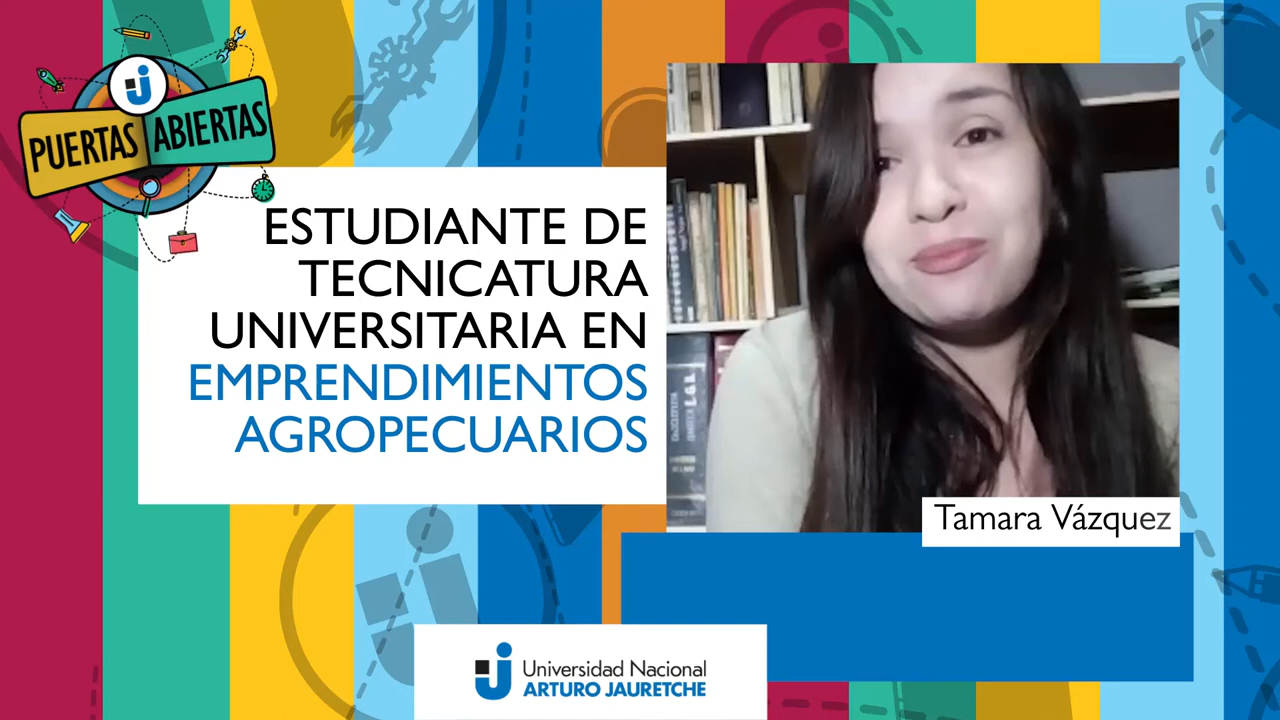 PUERTAS ABIERTAS
ESTUDIANTE DE
TECNICATURA
UNIVERSITARIA EN
EMPRENDIMIENTOS
AGROPECUARIOS
Tamara Vázquez
Universidad Nacional
ARTURO JAURETCHE